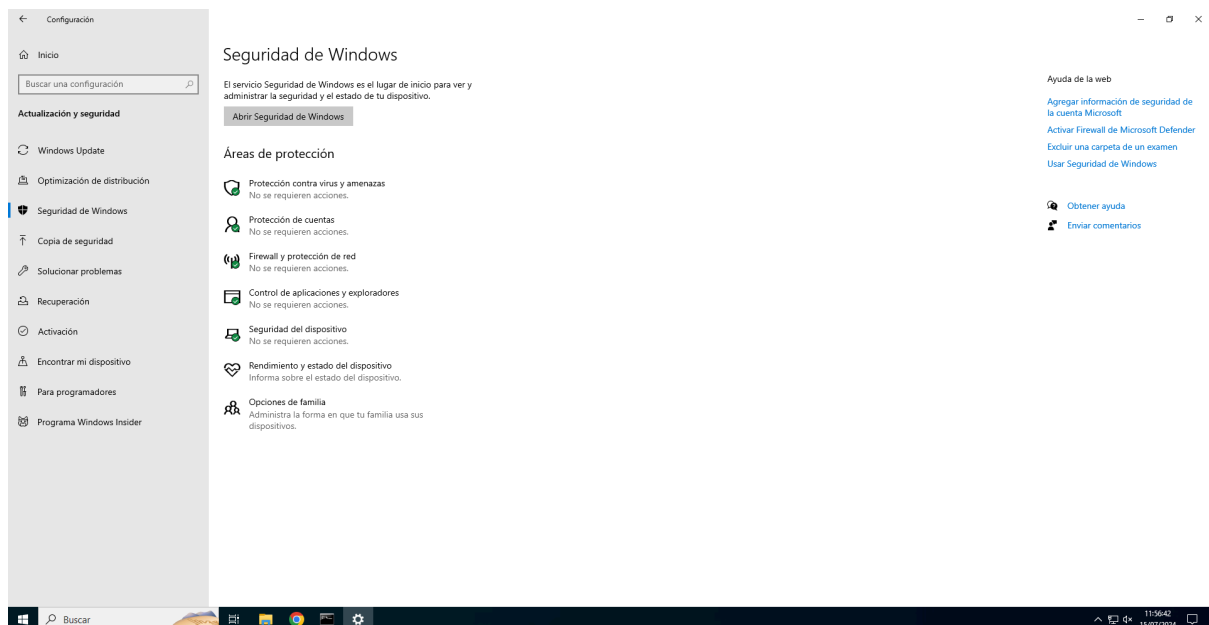 Configuración
Inicio
Buscar una configuración
Actualización y seguridad
Windows Update
Optimización de distribución
Seguridad de Windows
Copia de seguridad
Solucionar problemas
Recuperación
Activación
Encontrar mi dispositivo
Para programadores
Programa Windows Insider
Seguridad de Windows
El servicio Seguridad de Windows es el lugar de inicio para ver y
administrar la seguridad y el estado de tu dispositivo.
Abrir Seguridad de Windows
Áreas de protección
Protección contra virus y amenazas
No se requieren acciones.
Protección de cuentas
No se requieren acciones.
Firewall y protección de red
No se requieren acciones.
Control de aplicaciones y exploradores
No se requieren acciones.
Seguridad del dispositivo
No se requieren acciones.
Rendimiento y estado del dispositivo
Informa sobre el estado del dispositivo.
Opciones de familia
Administra la forma en que tu familia usa sus
dispositivos.
Ayuda de la web
Agregar información de seguridad de
la cuenta Microsoft
Activar Firewall de Microsoft Defender
Excluir una carpeta de un examen
Usar Seguridad de Windows
Obtener ayuda
Enviar comentarios
Buscar
11:56:42
15/07/2024